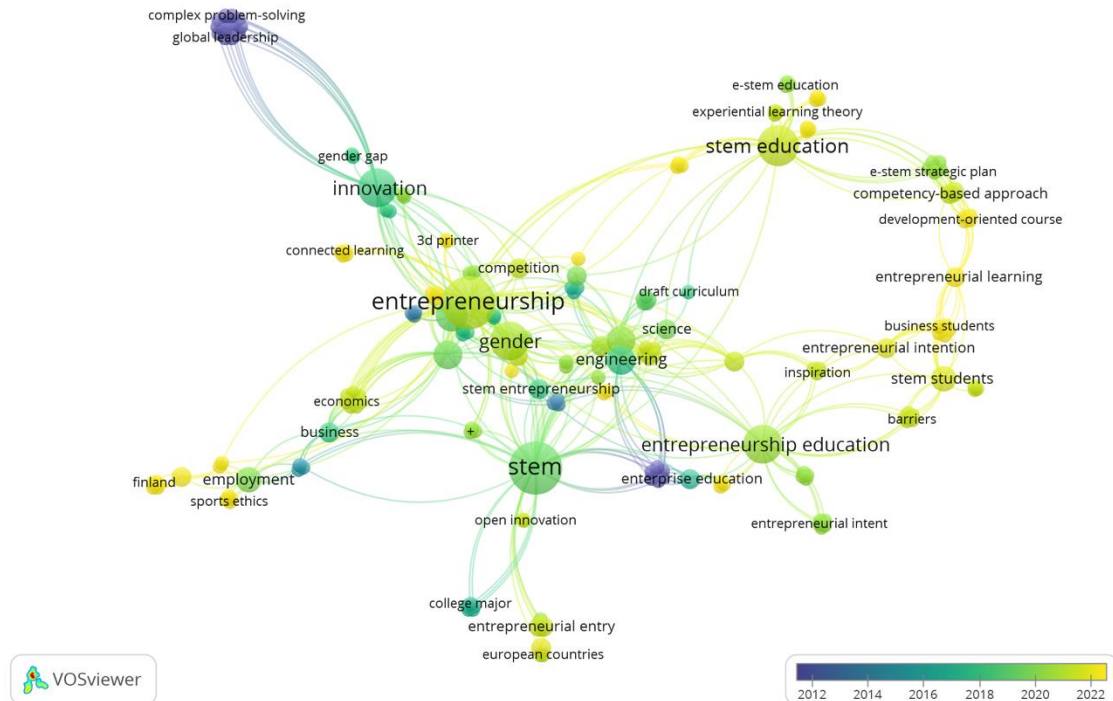 complex problem-solving
global leadership
e-stem education
experiential learning theory
stem education
gender gap
innovation
e-stem strategic plan
competency-based approach
development-oriented course
3d printer
connected learning
competition
entrepreneurial learning
draft curriculum
entrepreneurship
science
business students
gender
engineering
entrepreneurial intention
inspiration
stem students
stem entrepreneurship
economics
barriers
business
entrepreneurship education
+
stem
employment
enterprise education
finland
sports ethics
open innovation
entrepreneurial intent
college major
entrepreneurial entry
european countries
VOSviewer
2012 2014 2016 2018 2020 2022